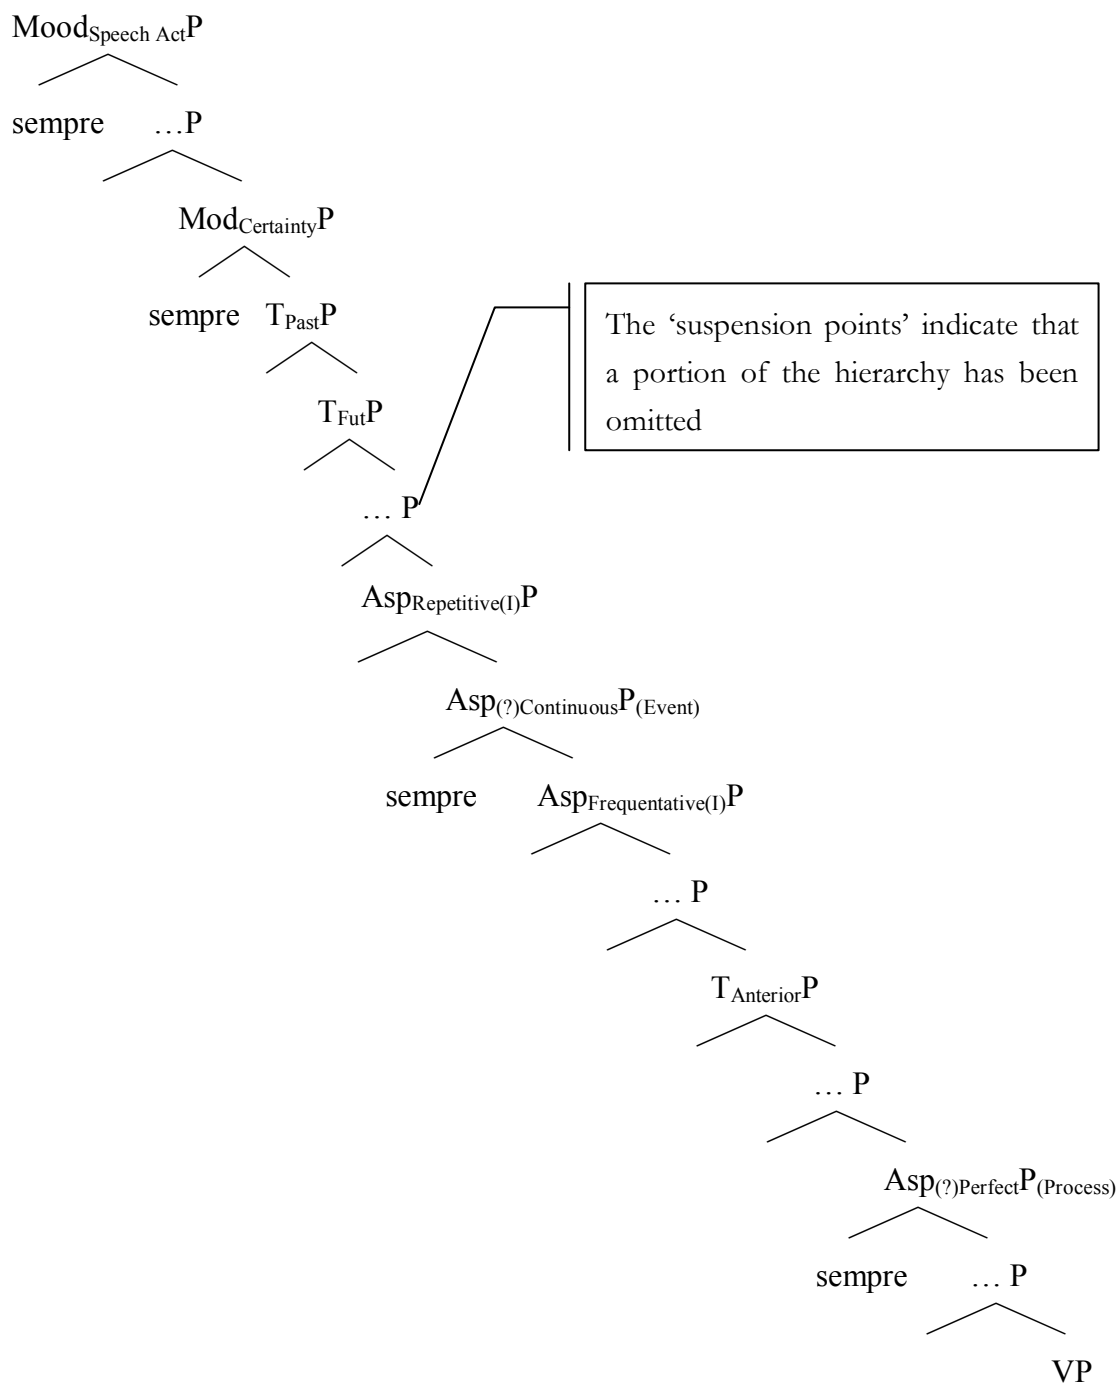 MoodSpeech ActP
sempre …P
ModCertaintyP
sempre TPastP
The ‘suspension points’ indicate that
a portion of the hierarchy has been
omitted
TFutP
… P
AspRepetitive(I)P
Asp(?)ContinuousP(Event)
sempre AspFrequentative(I)P
… P
TAnteriorP
… P
Asp(?)PerfectP(Process)
sempre … P
VP